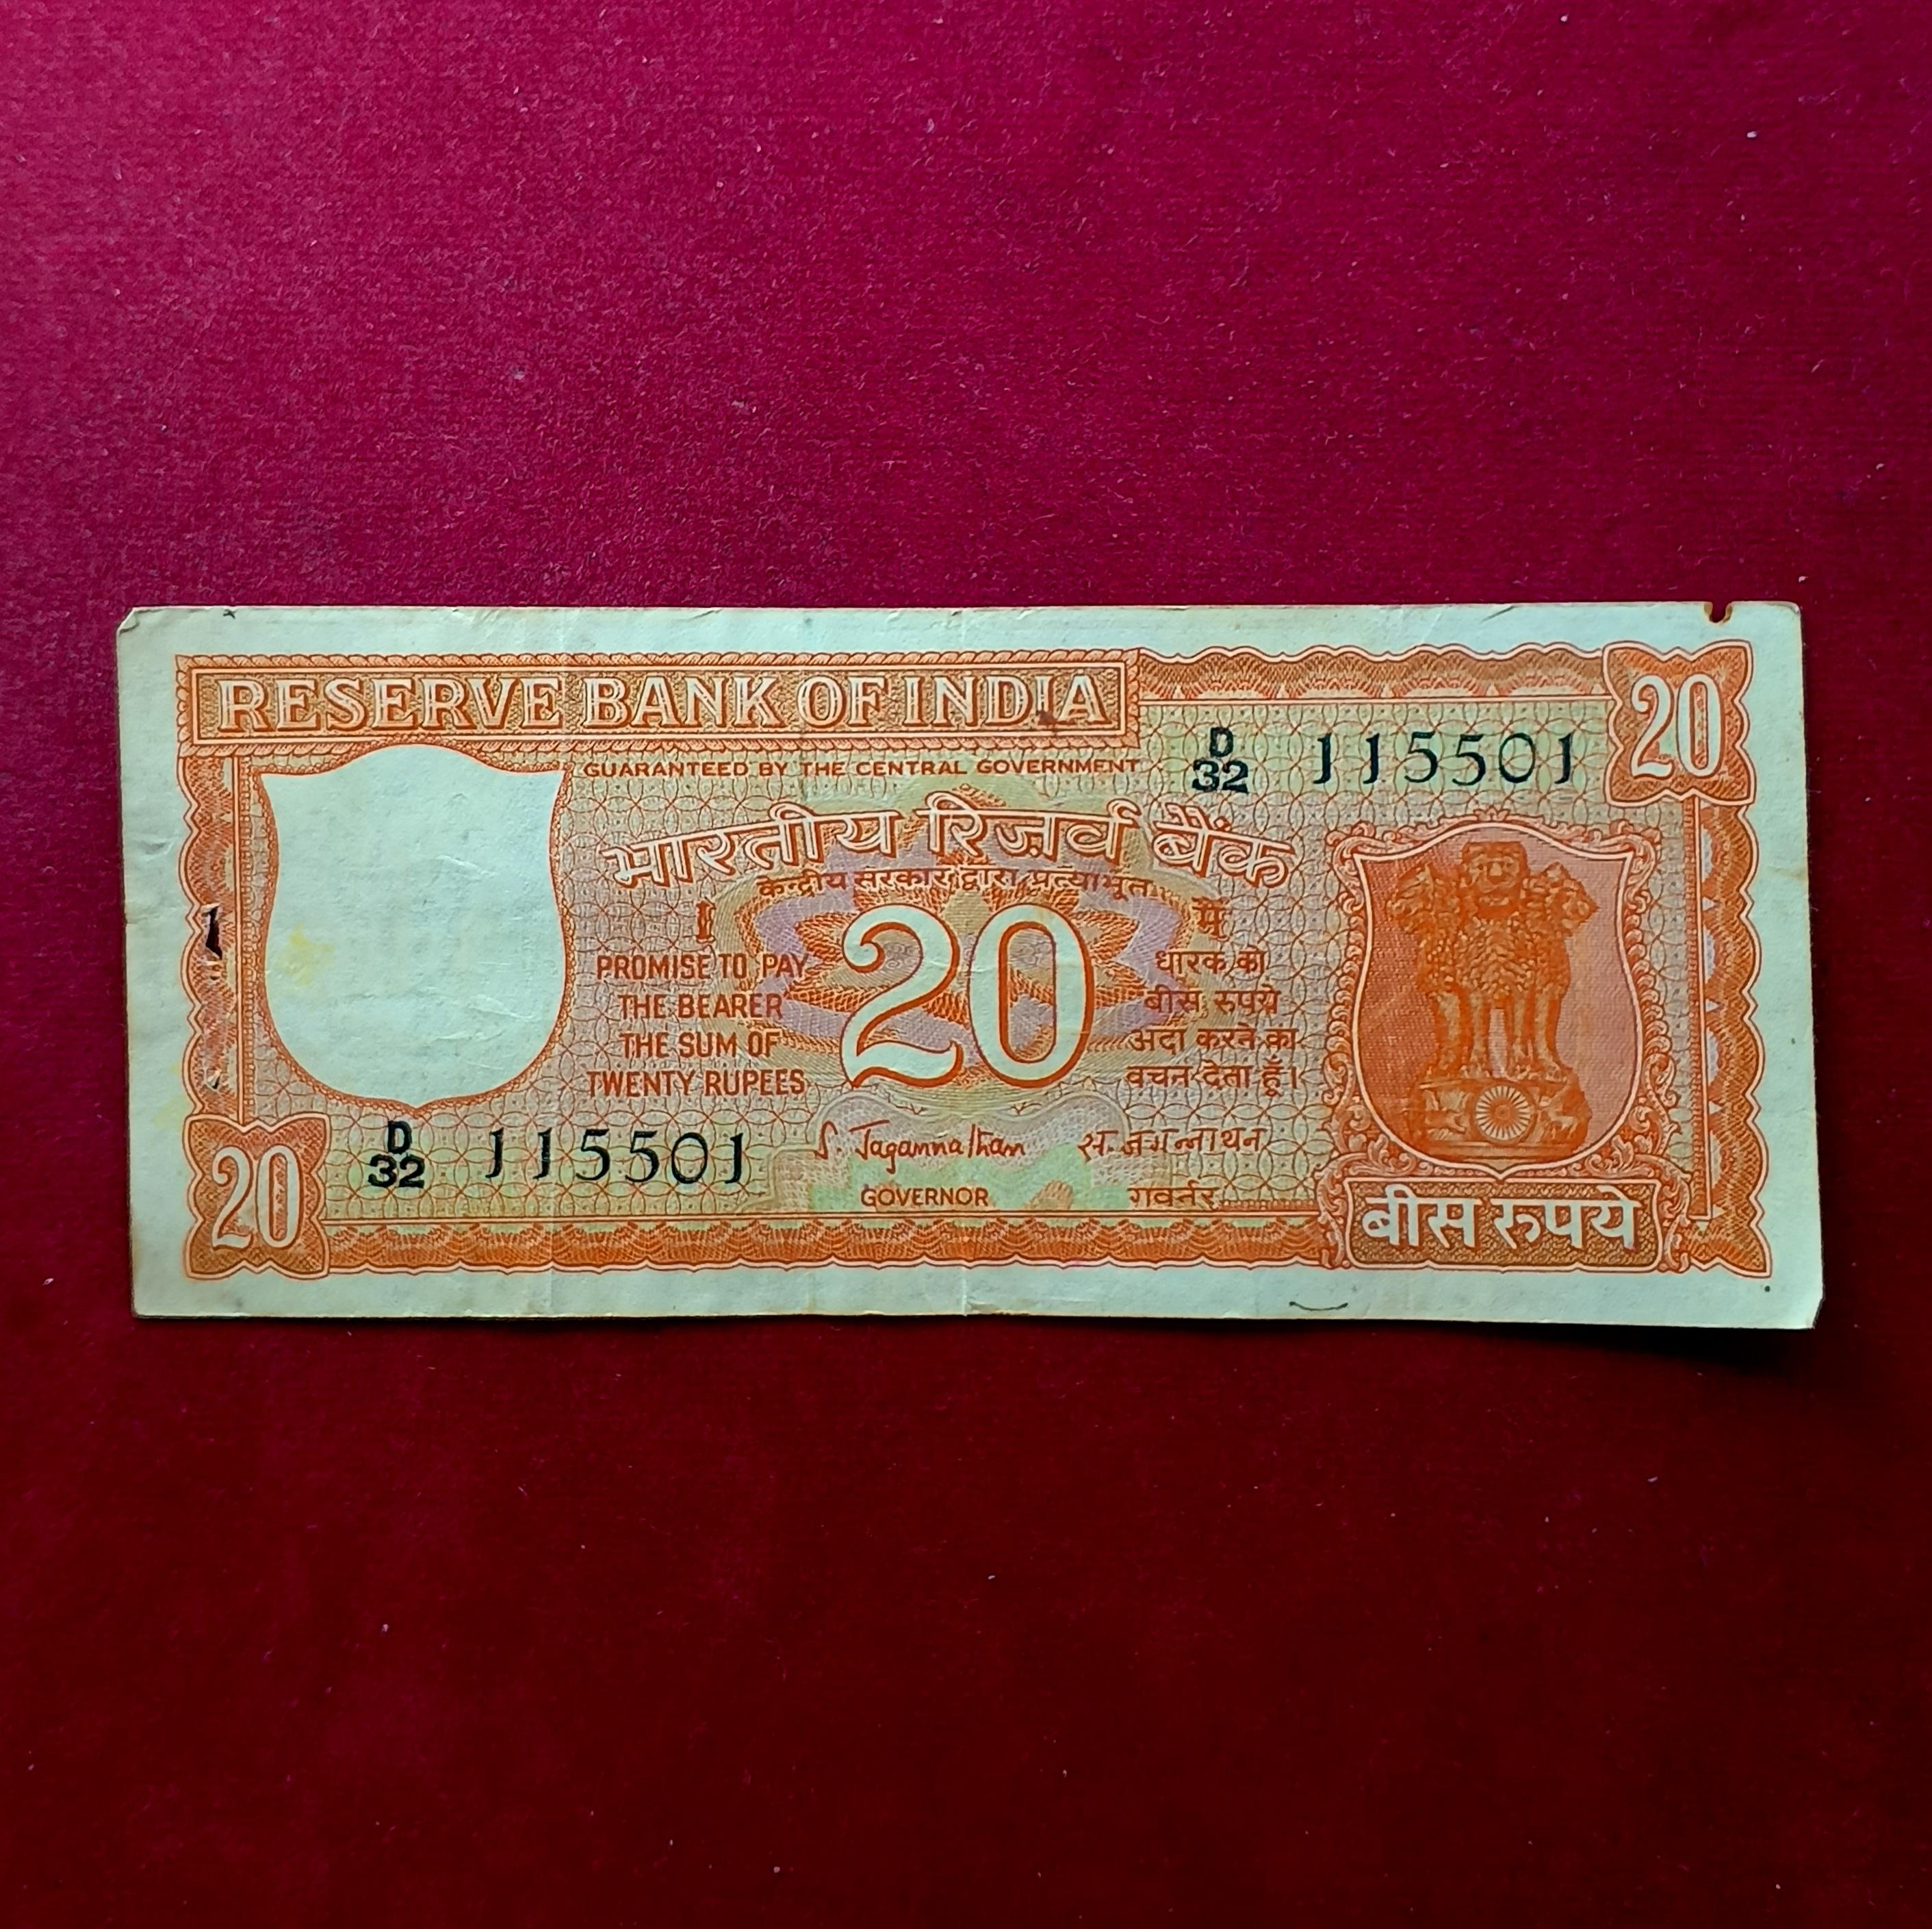 RESERVE BANK OF INDIA
20
GUARANTEED BY THE CENTRAL GOVERNMENT
D
32 115501
भारतीय रिज़र्व बैंक
केन्द्रीय सरकार द्वारा प्रत्याभूत
I
PROMISE TO PAY
THE BEARER
THE SUM OF
TWENTY RUPEES
20
मैं
धारक को
बीस रुपये
अदा करने का
वचन देता हूँ।
D
32 115501
S. Jagannathan
स. जगन्नाथन
GOVERNOR
गवर्नर
20
बीस रुपये